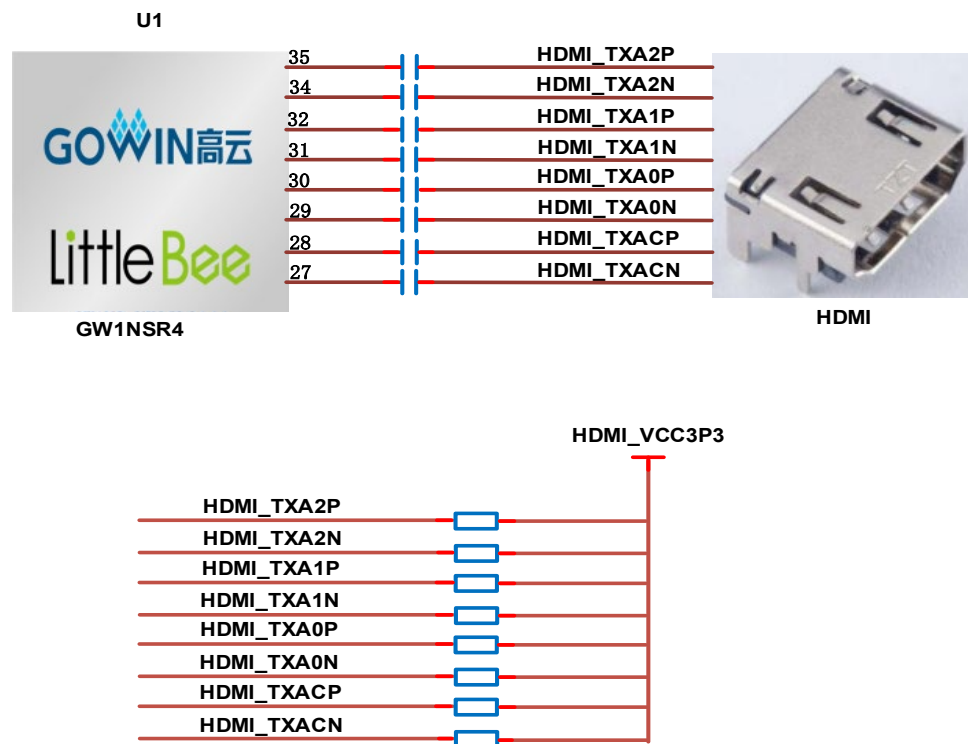 U1
35 HDMI_TXA2P
34 HDMI_TXA2N
32 HDMI_TXA1P
31 HDMI_TXA1N
30 HDMI_TXA0P
29 HDMI_TXA0N
28 HDMI_TXACP
27 HDMI_TXACN
GOWIN高云
LittleBee
TZT
GW1NSR4
HDMI
HDMI_VCC3P3
HDMI_TXA2P
HDMI_TXA2N
HDMI_TXA1P
HDMI_TXA1N
HDMI_TXA0P
HDMI_TXA0N
HDMI_TXACP
HDMI_TXACN